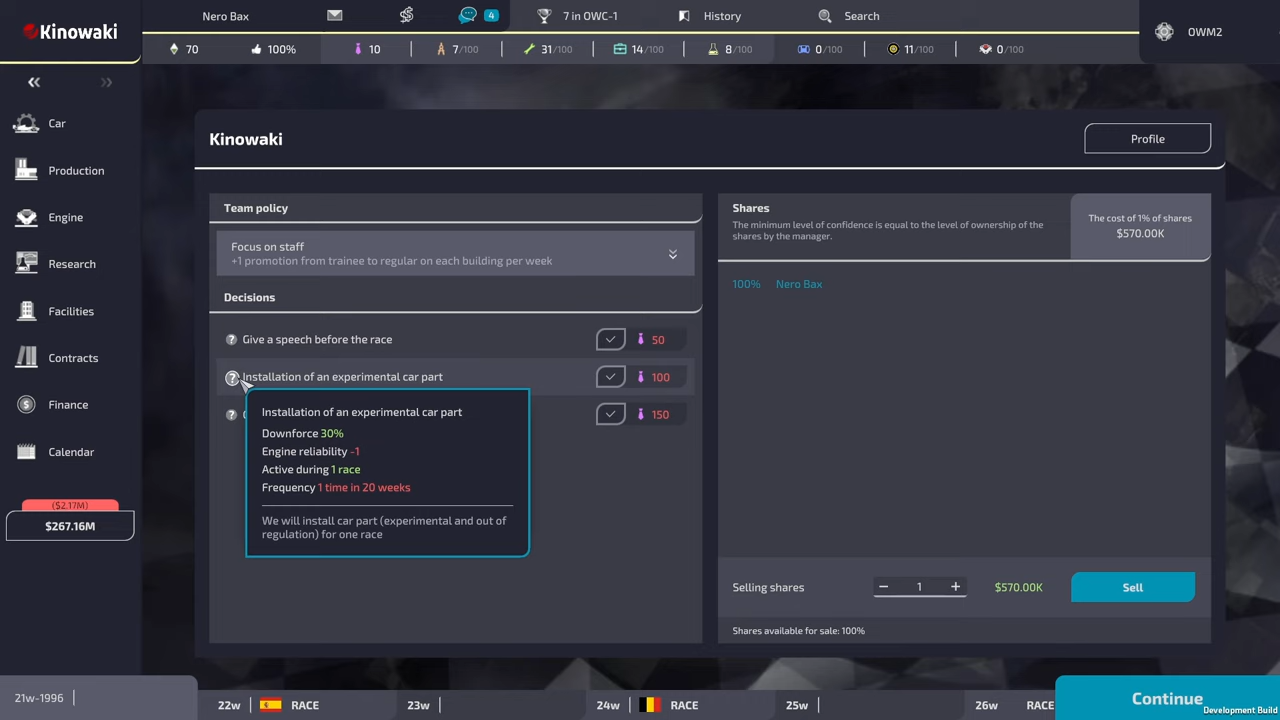 Kinowaki
Nero Bax
4
7 in OWC-1
History
Search
OWM2
70
100%
10
7/100
31/100
14/100
8/100
0/100
11/100
0/100
Car
Production
Engine
Research
Facilities
Contracts
Finance
Calendar
($2.17M)
$267.16M
Kinowaki
Profile
Team policy
Focus on staff
+1 promotion from trainee to regular on each building per week
Decisions
? Give a speech before the race
50
? Installation of an experimental car part
100
?
150
Installation of an experimental car part
Downforce 30%
Engine reliability -1
Active during 1 race
Frequency 1 time in 20 weeks
We will install car part (experimental and out of
regulation) for one race
Shares
The minimum level of confidence is equal to the level of ownership of the
shares by the manager.
The cost of 1% of shares
$570.00K
100% Nero Bax
Selling shares
− 1 +
$570.00K
Sell
Shares available for sale: 100%
21w-1996
22w RACE
23w
24w RACE
25w
26w RACE
Continue
Development Build